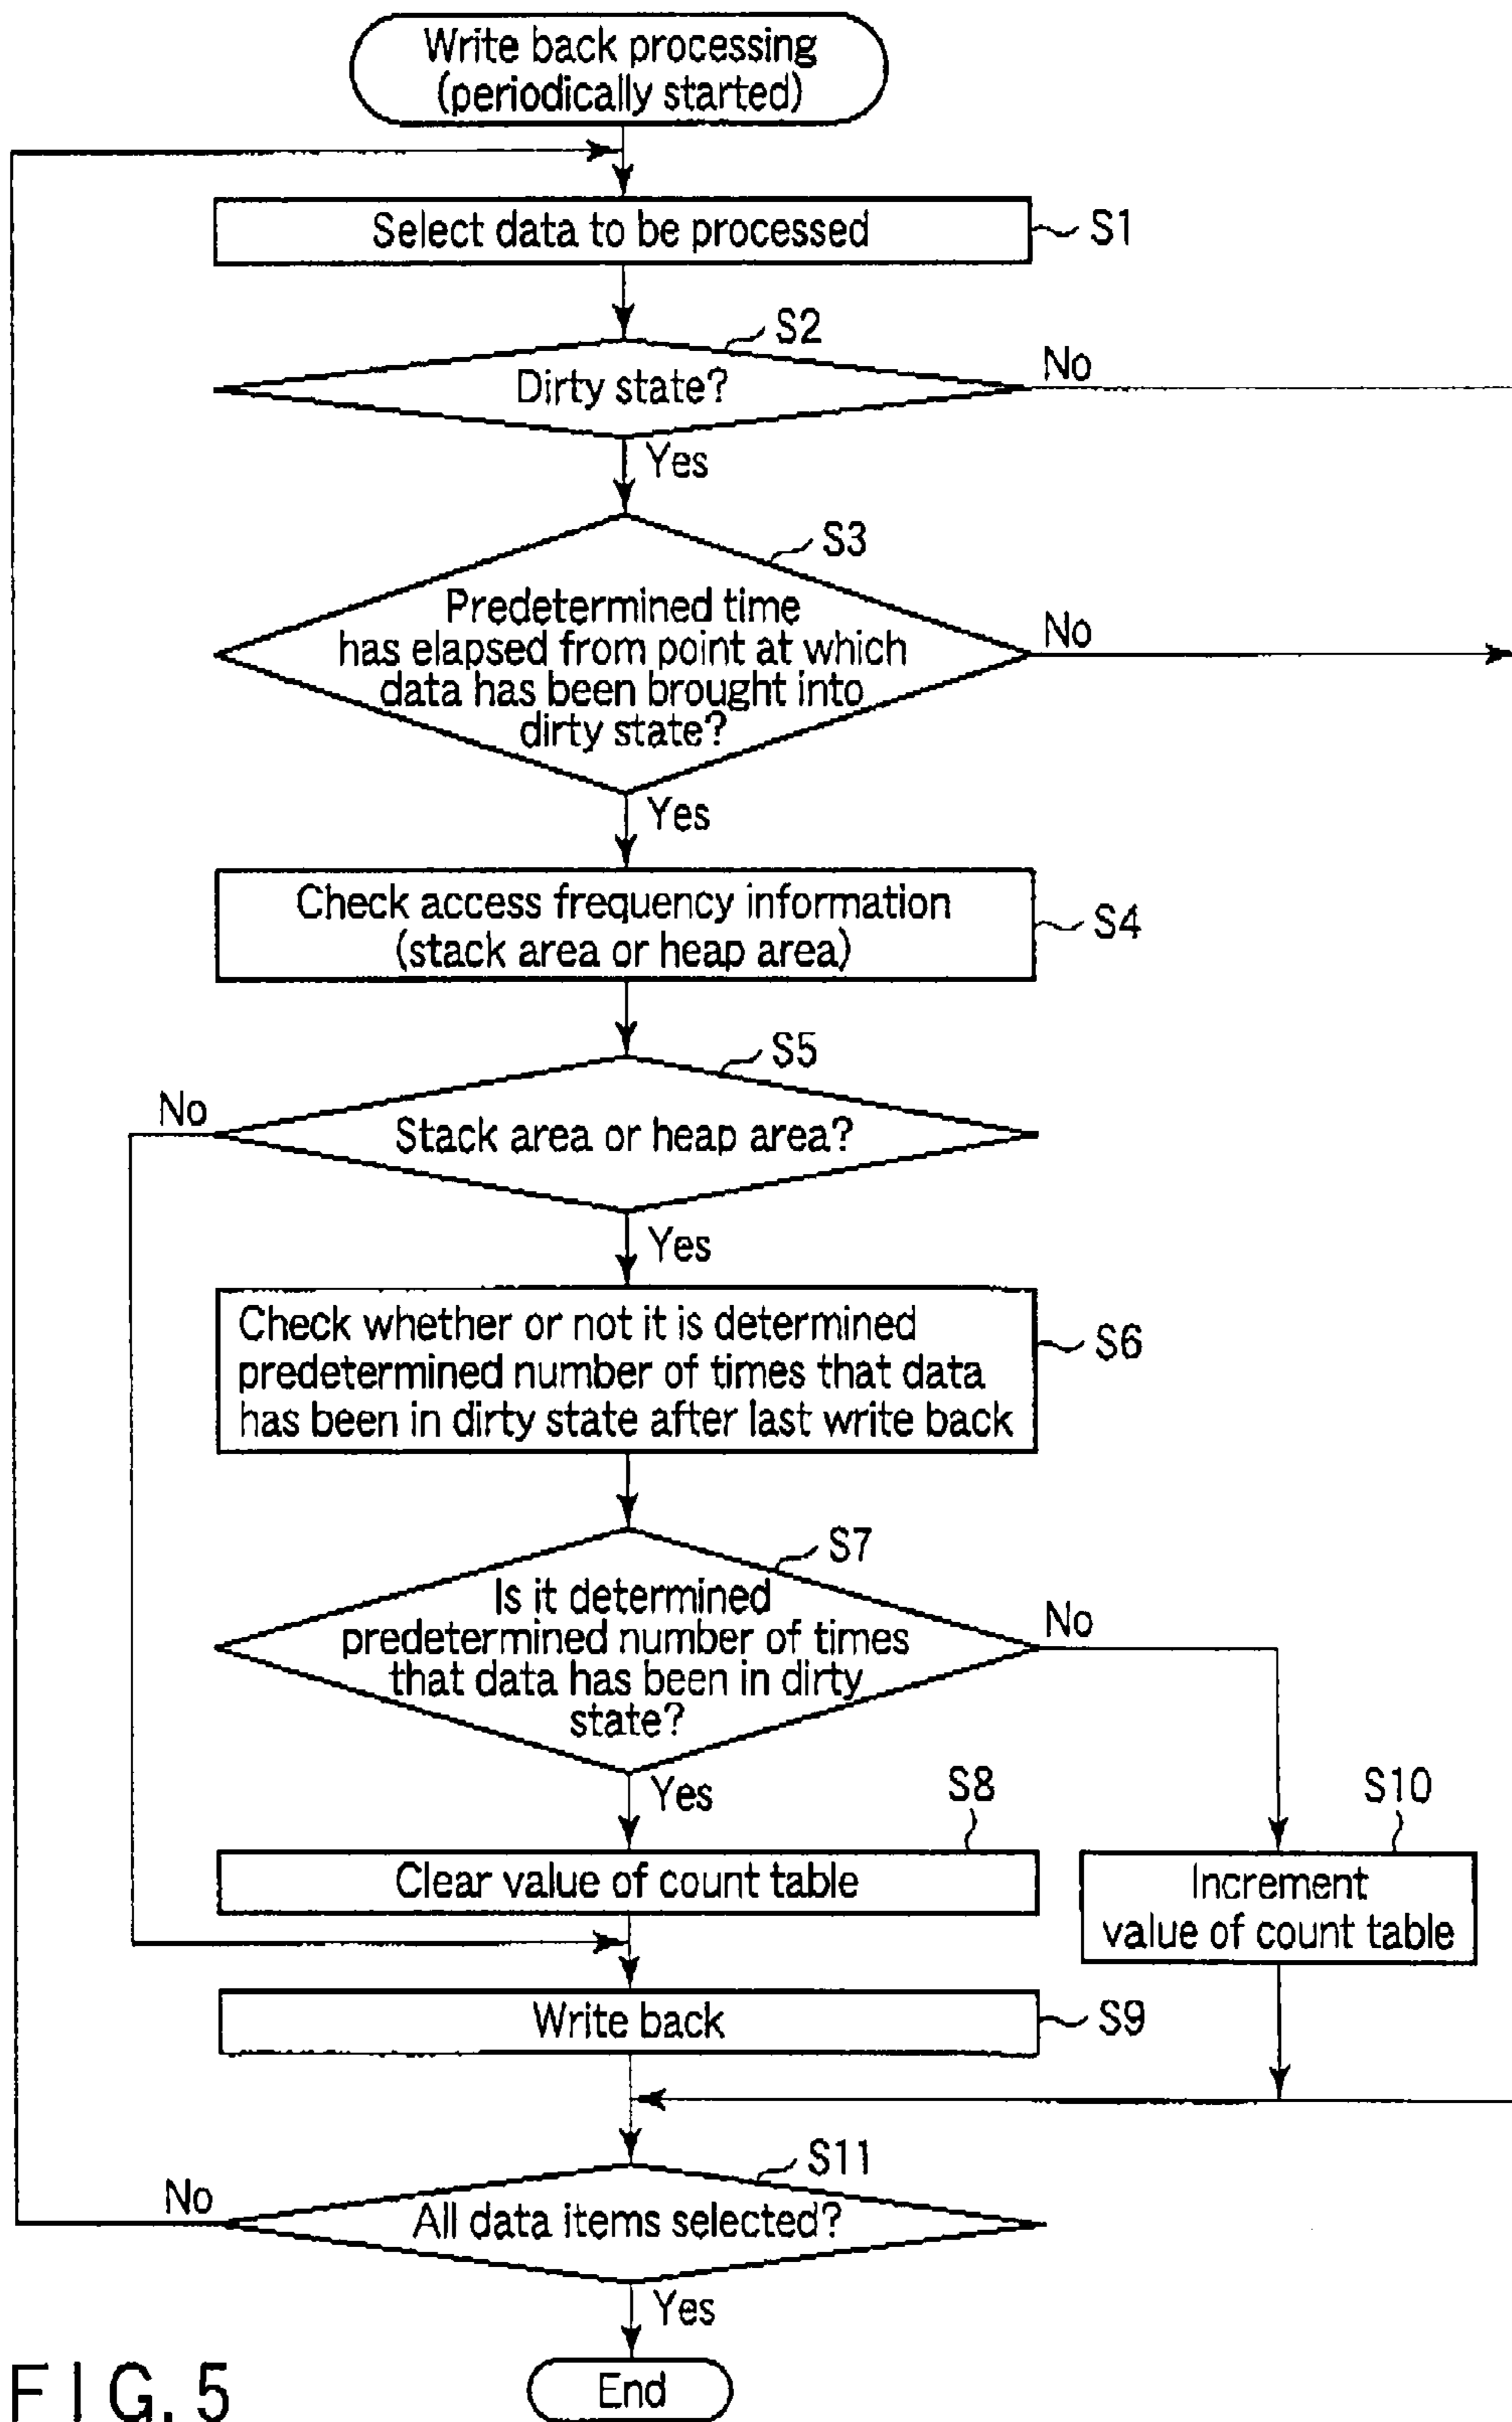 Write back processing
(periodically started)
Select data to be processed
S1
S2
Dirty state?
No
Yes
S3
Predetermined time
has elapsed from point at which
data has been brought into
dirty state?
No
Yes
Check access frequency information
(stack area or heap area)
S4
S5
No
Stack area or heap area?
Yes
Check whether or not it is determined
predetermined number of times that data
has been in dirty state after last write back
S6
S7
Is it determined
predetermined number of times
that data has been in dirty
state?
No
Yes
S8
S10
Clear value of count table
Increment
value of count table
Write back
S9
S11
No
All data items selected?
Yes
End
FIG. 5